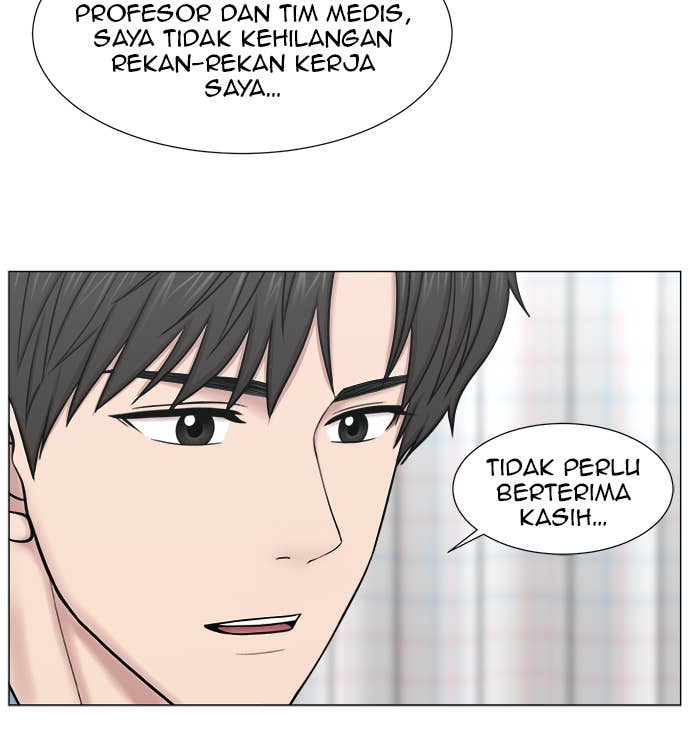 PROFESOR DAN TIM MEDIS,
SAYA TIDAK KEHILANGAN
REKAN-REKAN KERJA
SAYA...
TIDAK PERLU
BERTERIMA
KASIH...